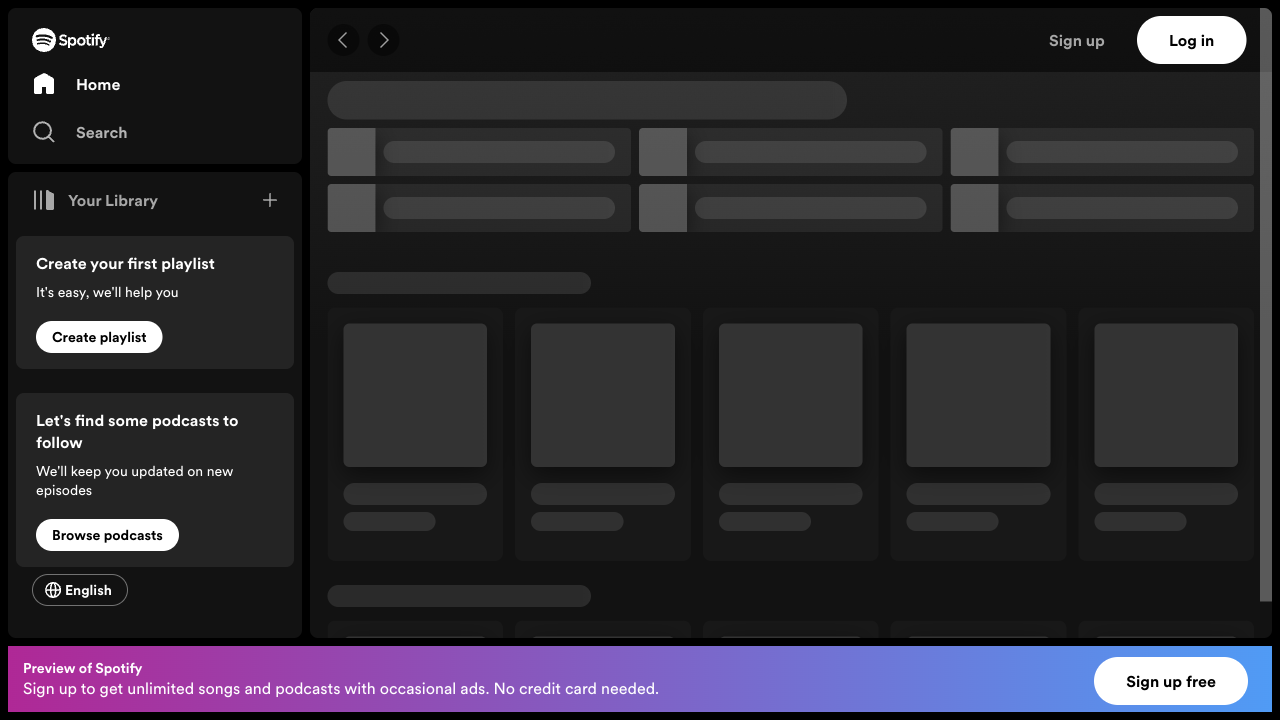 Spotify
Home
Search
Your Library
Create your first playlist
It's easy, we'll help you
Create playlist
Let's find some podcasts to
follow
We'll keep you updated on new
episodes
Browse podcasts
English
Sign up
Log in
Preview of Spotify
Sign up to get unlimited songs and podcasts with occasional ads. No credit card needed.
Sign up free